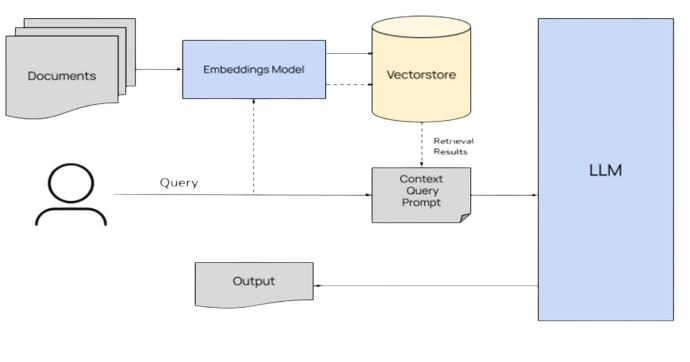 Documents
Embeddings Model
Vectorstore
Retrieval
Results
Query
Context
Query
Prompt
LLM
Output